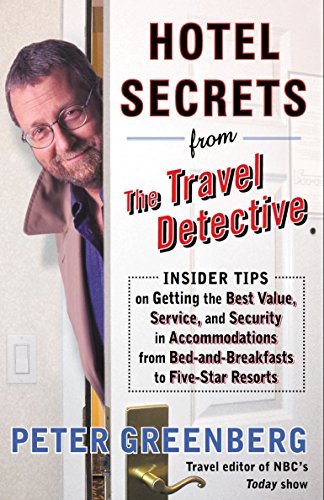 HOTEL
SECRETS
from
The Travel
Detective
INSIDER TIPS
on Getting the Best Value,
Service, and Security
in Accommodations
from Bed-and-Breakfasts
to Five-Star Resorts
PETER GREENBERG
Travel editor of NBC's
Today show